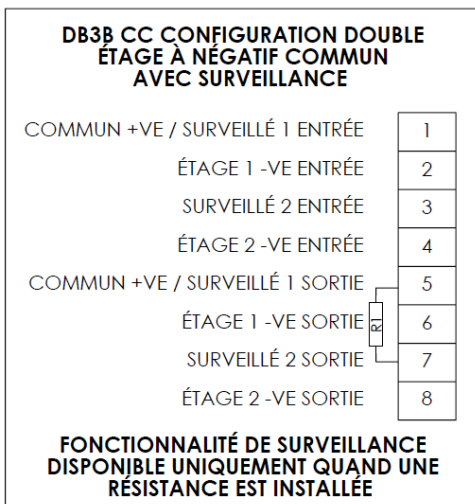 DB3B CC CONFIGURATION DOUBLE
ÉTAGE À NÉGATIF COMMUN
AVEC SURVEILLANCE
COMMUN +VE / SURVEILLÉ 1 ENTRÉE 1
ÉTAGE 1 -VE ENTRÉE 2
SURVEILLÉ 2 ENTRÉE 3
ÉTAGE 2 -VE ENTRÉE 4
COMMUN +VE / SURVEILLÉ 1 SORTIE 5
ÉTAGE 1 -VE SORTIE R1 6
SURVEILLÉ 2 SORTIE 7
ÉTAGE 2 -VE SORTIE 8
FONCTIONNALITÉ DE SURVEILLANCE
DISPONIBLE UNIQUEMENT QUAND UNE
RÉSISTANCE EST INSTALLÉE